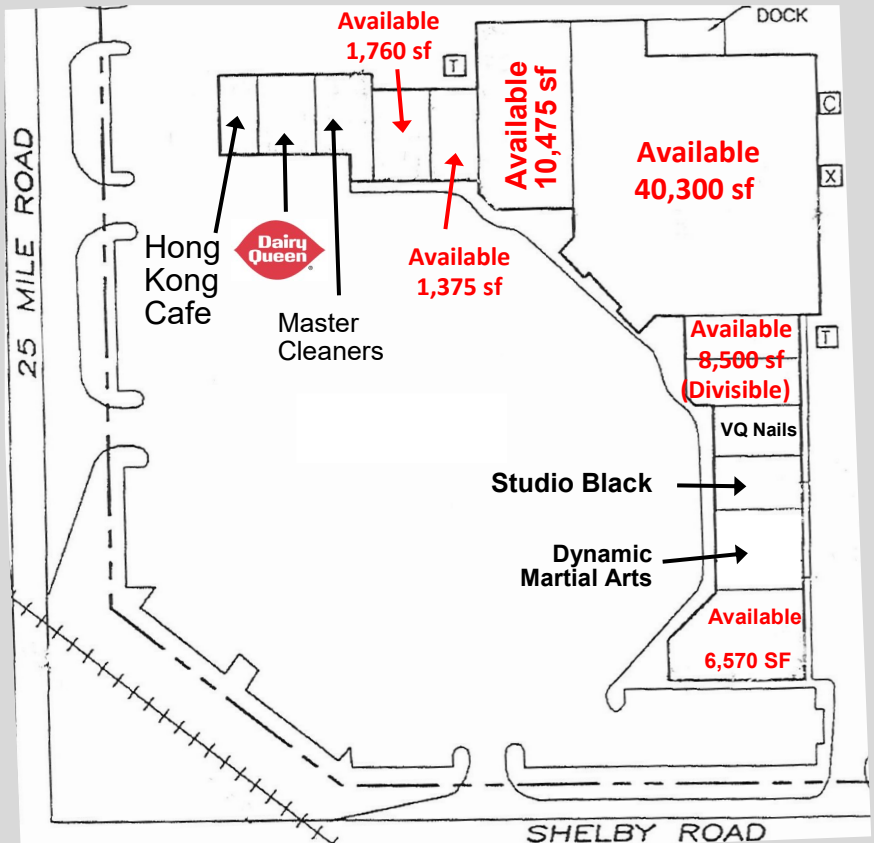 DOCK
Available
1,760 sf
T
Available
10,475 sf
C
Available
40,300 sf
X
25 MILE ROAD
Hong
Kong
Cafe
Dairy
Queen
®
Master
Cleaners
Available
1,375 sf
T
Available
8,500 sf
(Divisible)
VQ Nails
Studio Black
Dynamic
Martial Arts
Available
6,570 SF
SHELBY ROAD